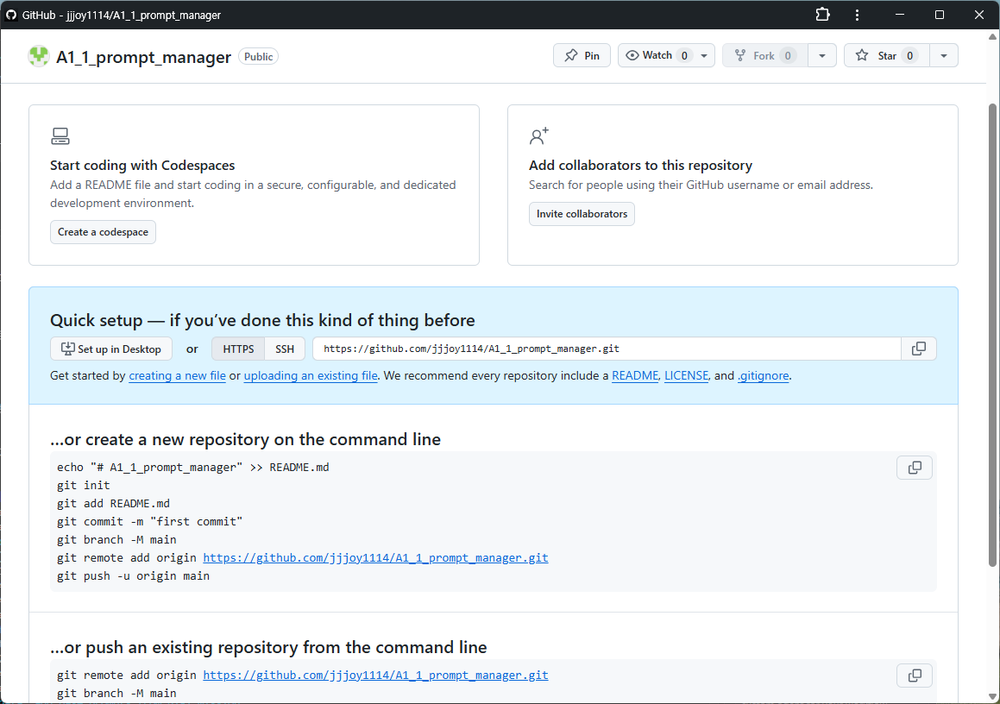 GitHub - jjjoy1114/A1_1_prompt_manager
A1_1_prompt_manager Public
Pin
Watch 0
Fork 0
Star 0
Start coding with Codespaces
Add a README file and start coding in a secure, configurable, and dedicated
development environment.
Create a codespace
Add collaborators to this repository
Search for people using their GitHub username or email address.
Invite collaborators
Quick setup — if you’ve done this kind of thing before
Set up in Desktop or HTTPS SSH https://github.com/jjjoy1114/A1_1_prompt_manager.git
Get started by creating a new file or uploading an existing file. We recommend every repository include a README, LICENSE, and .gitignore.
…or create a new repository on the command line
echo "# A1_1_prompt_manager" >> README.md
git init
git add README.md
git commit -m "first commit"
git branch -M main
git remote add origin https://github.com/jjjoy1114/A1_1_prompt_manager.git
git push -u origin main
…or push an existing repository from the command line
git remote add origin https://github.com/jjjoy1114/A1_1_prompt_manager.git
git branch -M main